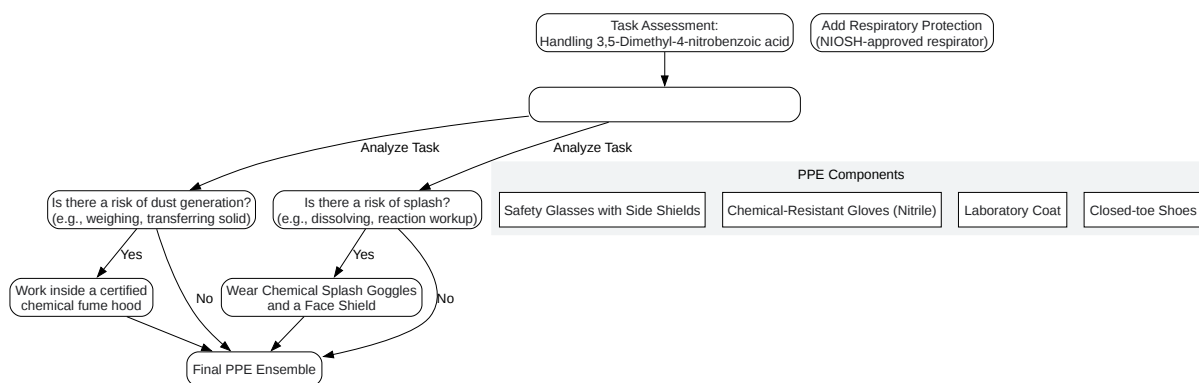 Task Assessment:
Handling 3,5-Dimethyl-4-nitrobenzoic acid
Add Respiratory Protection
(NIOSH-approved respirator)
Analyze Task
Analyze Task
PPE Components
Is there a risk of dust generation?
(e.g., weighing, transferring solid)
Is there a risk of splash?
(e.g., dissolving, reaction workup)
Safety Glasses with Side Shields
Chemical-Resistant Gloves (Nitrile)
Laboratory Coat
Closed-toe Shoes
Yes
Yes
Work inside a certified
chemical fume hood
No
Wear Chemical Splash Goggles
and a Face Shield
No
Final PPE Ensemble